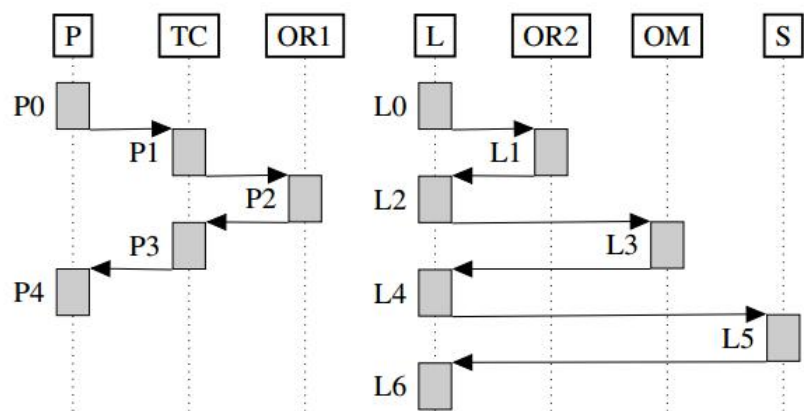 P TC OR1 L OR2 OM S
P0 L0
P1 L1
P2 L2
P3 L3
P4 L4
L5
L6